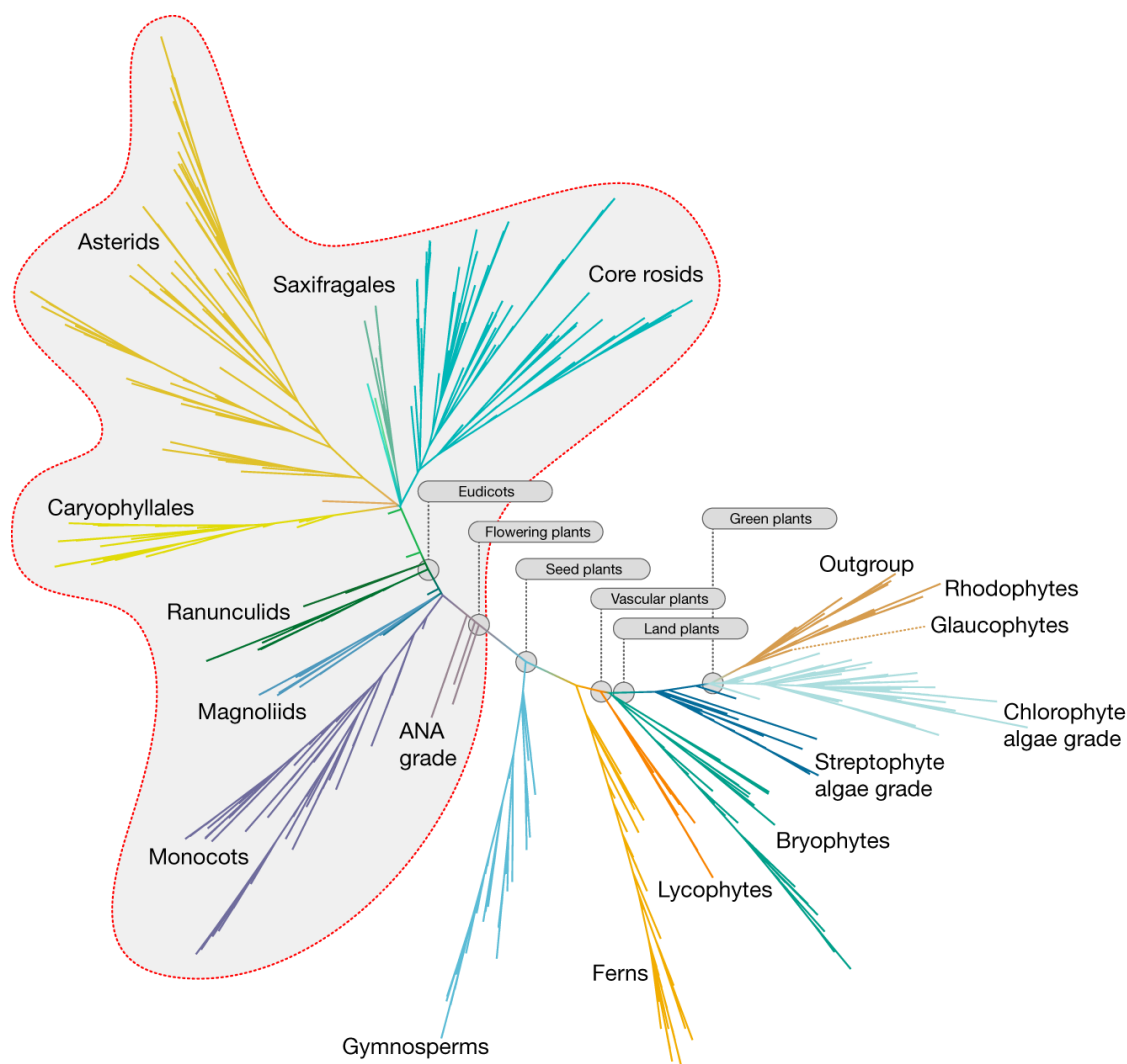 Asterids
Saxifragales
Core rosids
Eudicots
Caryophyllales
Green plants
Flowering plants
Seed plants
Outgroup
Rhodophytes
Vascular plants
Ranunculids
Land plants
Glaucophytes
Magnoliids
Chlorophyte
algae grade
ANA
grade
Streptophyte
algae grade
Bryophytes
Monocots
Lycophytes
Ferns
Gymnosperms